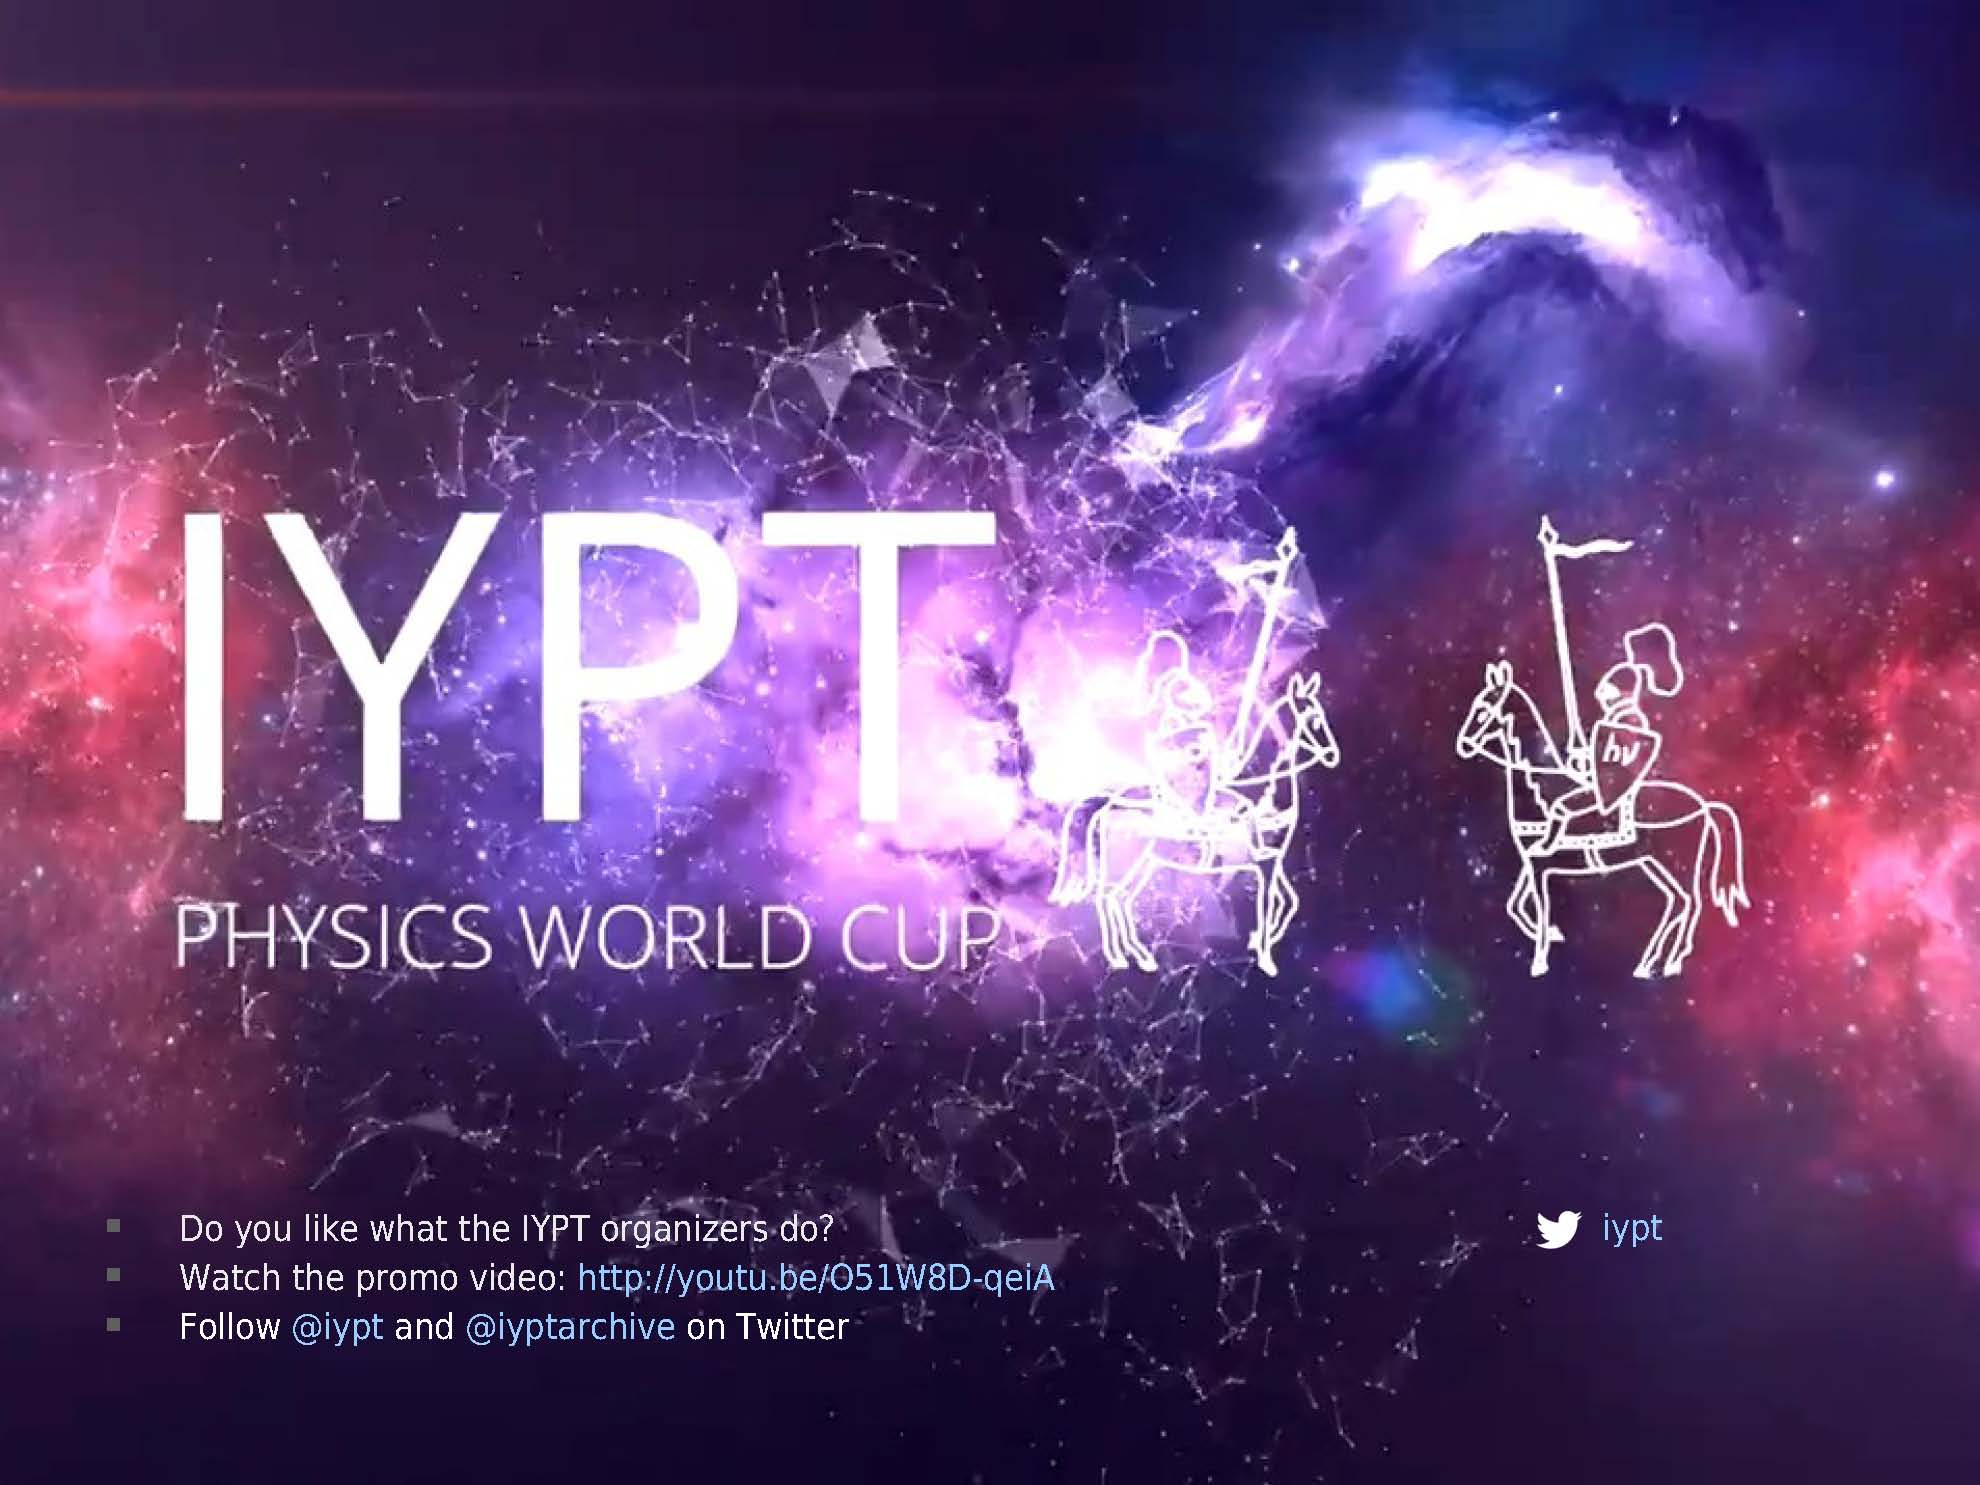 IYPT
PHYSICS WORLD CUP
hν
Do you like what the IYPT organizers do?
Watch the promo video: http://youtu.be/O51W8D-qeiA
Follow @iypt and @iyptarchive on Twitter
iypt